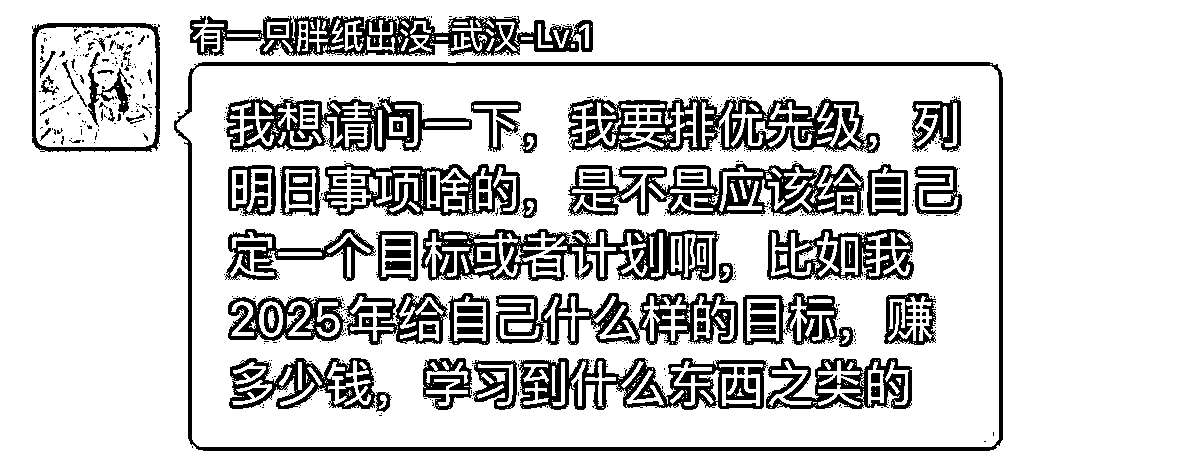 有一只胖纸出没-武汉-Lv.1
我想请问一下，我要排优先级，列
明日事项啥的，是不是应该给自己
定一个目标或者计划啊，比如我
2025年给自己什么样的目标，赚
多少钱，学习到什么东西之类的